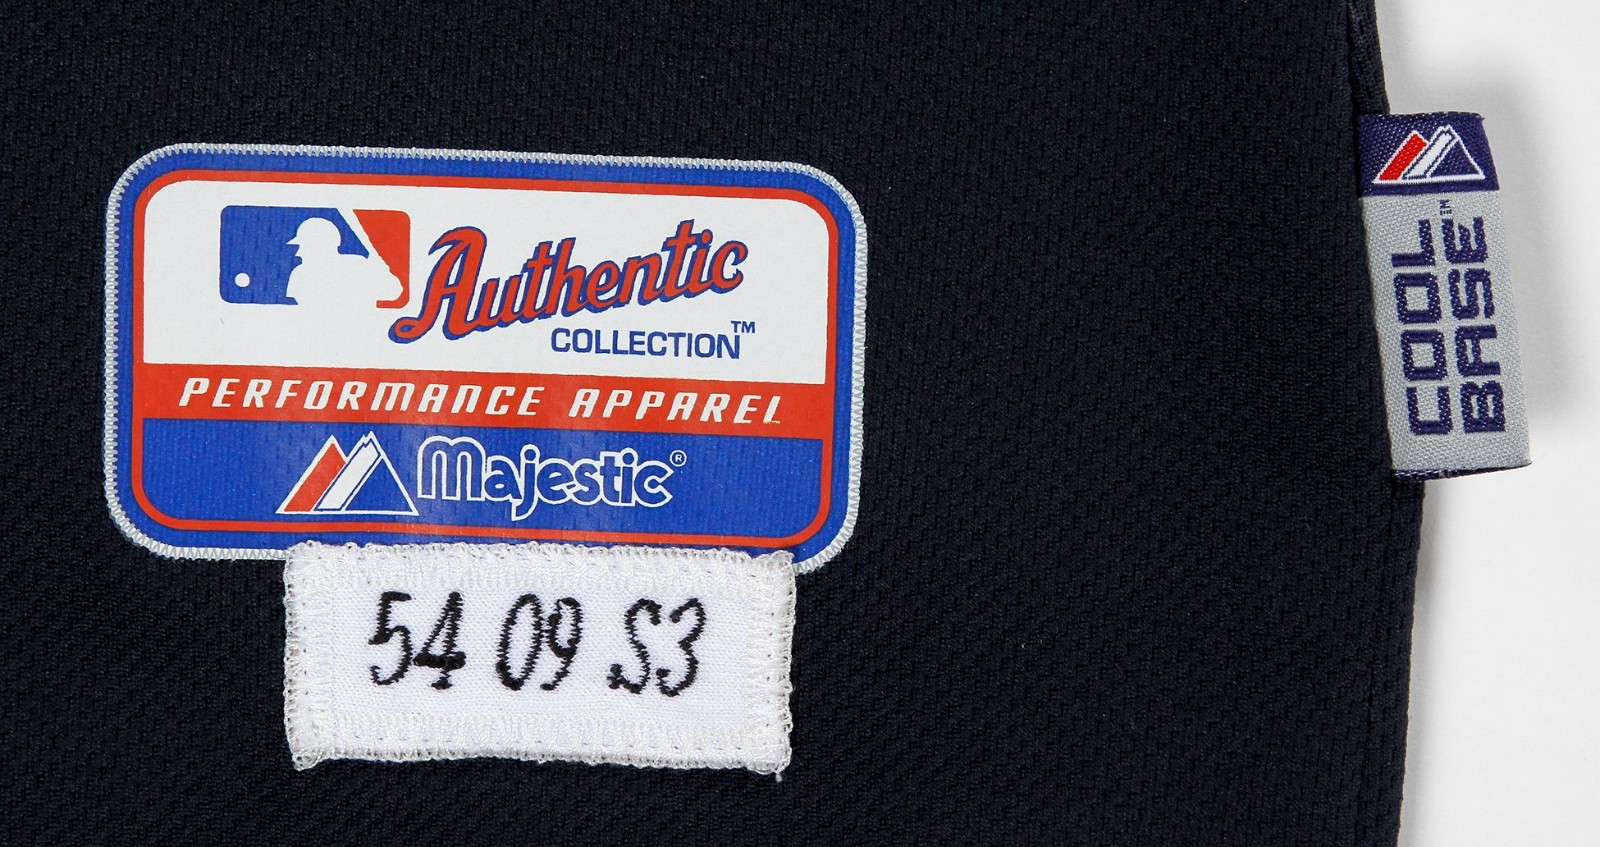 Authentic
COLLECTION™
PERFORMANCE APPAREL
Majestic®
54 09 S3
COOL
BASE™